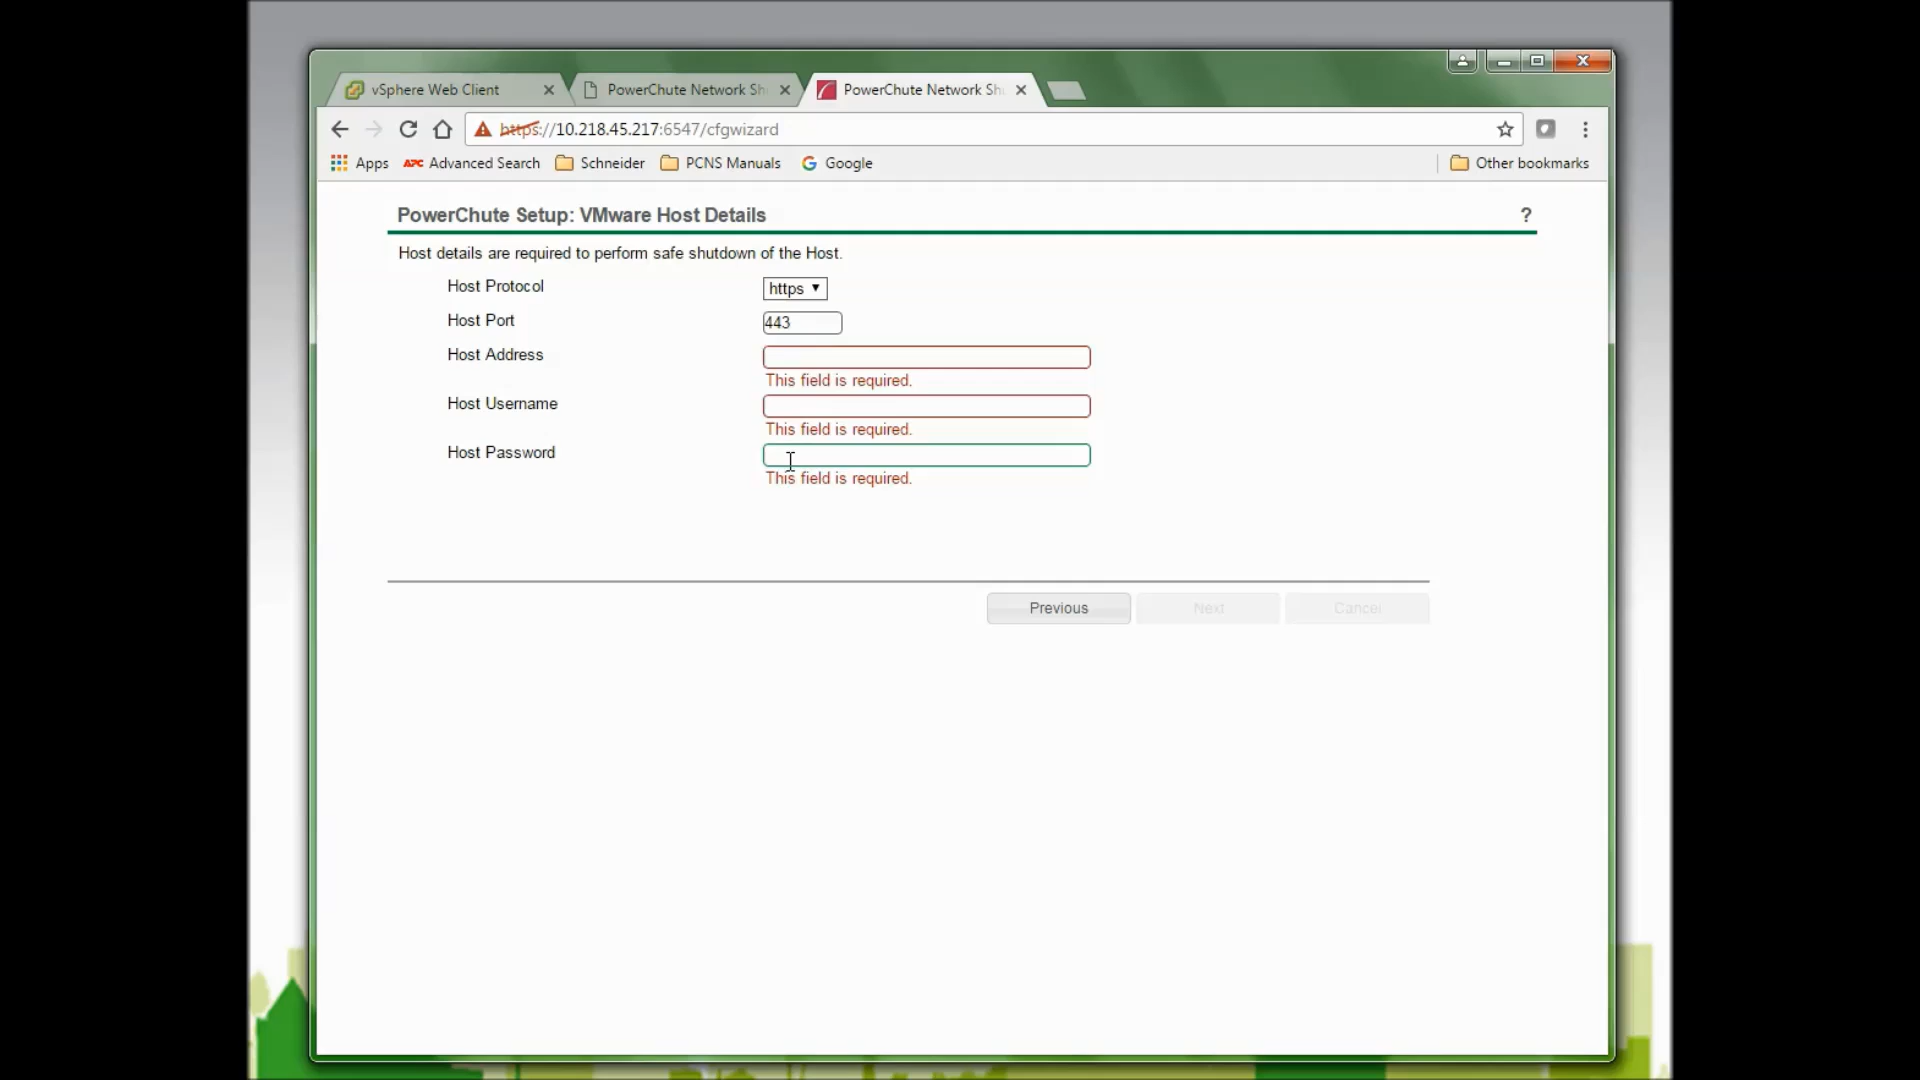 vSphere Web Client
PowerChute Network Sh
PowerChute Network Sh
https://10.218.45.217:6547/cfgwizard
Apps
APC Advanced Search
Schneider
PCNS Manuals
G Google
Other bookmarks
PowerChute Setup: VMware Host Details
?
Host details are required to perform safe shutdown of the Host.
Host Protocol
https
Host Port
443
Host Address
This field is required.
Host Username
This field is required.
Host Password
This field is required.
Previous
Next
Cancel